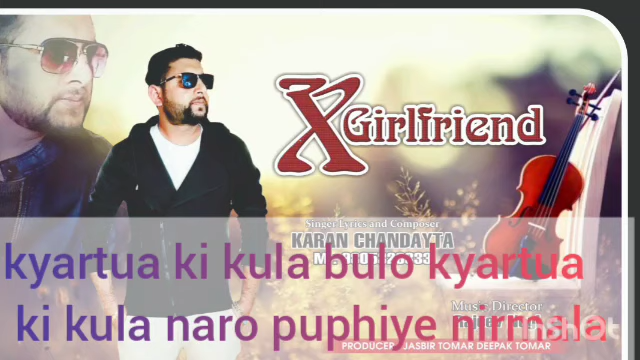 X Girlfriend
Singer Lyrics and Composer
KARAN CHANDAYTA
kyartua ki kula bulo kyartua
ki kula naro puphiye nirmula
Music Director
PRODUCER: JASBIR TOMAR DEEPAK TOMAR